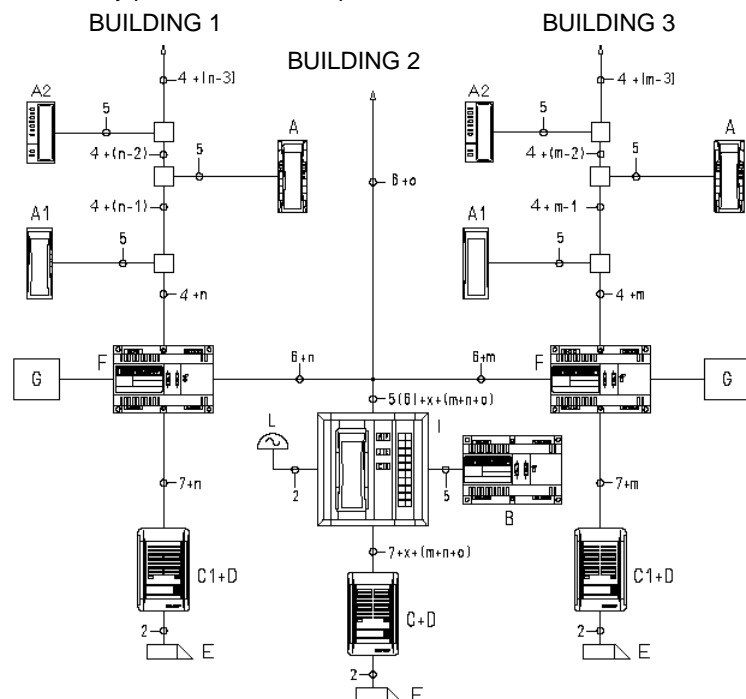 BUILDING 1
BUILDING 3
BUILDING 2
4 +[n-3]
4 +[m-3]
A2
5
A
A2
5
A
4 +(n-2)
5
4 +(m-2)
5
6+o
4 +(n-1)
4 +m-1
A1
5
A1
5
4 +n
4 +m
F
6+n
6+m
F
G
G
5(6)+x+(m+n+o)
L
I
2
5
B
7+n
7+m
7+x+(m+n+o)
C1+D
C1+D
C+D
2
E
2
E
2
E